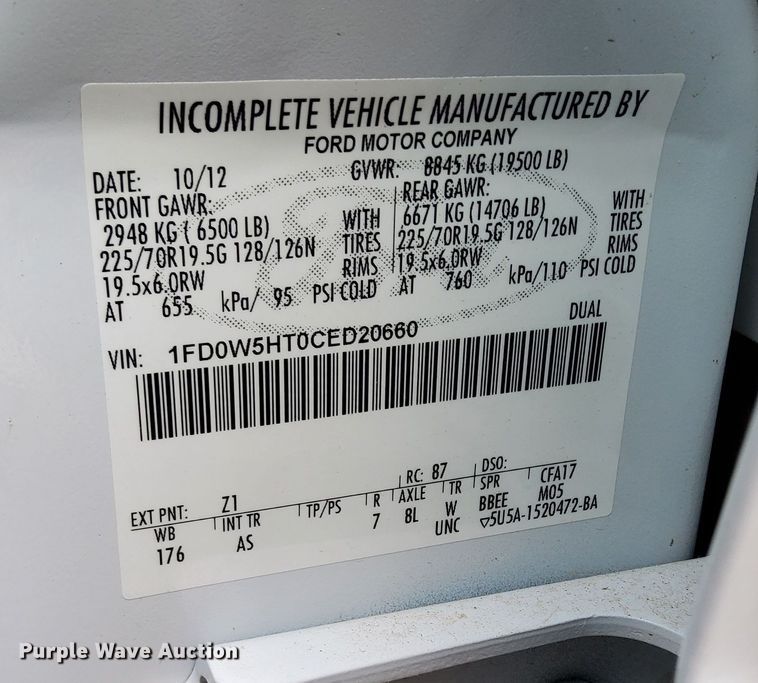 INCOMPLETE VEHICLE MANUFACTURED BY
FORD MOTOR COMPANY
DATE: 10/12 GVWR: 8845 KG (19500 LB)
FRONT GAWR: REAR GAWR:
2948 KG ( 6500 LB) WITH 6671 KG (14706 LB) WITH
225/70R19.5G 128/126N TIRES 225/70R19.5G 128/126N TIRES
19.5x6.0RW RIMS 19.5x6.0RW RIMS
AT 655 kPa/ 95 PSI COLD AT 760 kPa/110 PSI COLD
DUAL
VIN: 1FD0W5HT0CED20660
EXT PNT: Z1 RC: 87 DSO:
WB INT TR TP/PS R AXLE TR SPR CFA17
176 AS 7 8L W BBEE M05
UNC ▽5U5A-1520472-BA
Purple Wave Auction